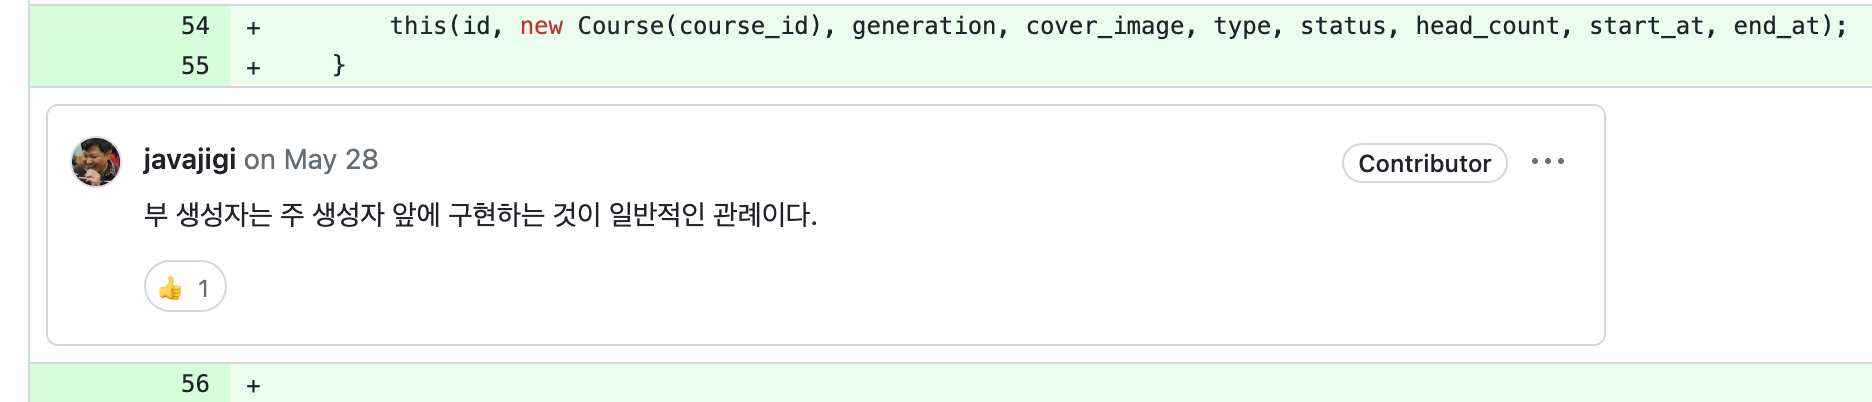 54 + this(id, new Course(course_id), generation, cover_image, type, status, head_count, start_at, end_at);
55 + }
javajigi on May 28 Contributor
부 생성자는 주 생성자 앞에 구현하는 것이 일반적인 관례이다.
👍 1
56 +